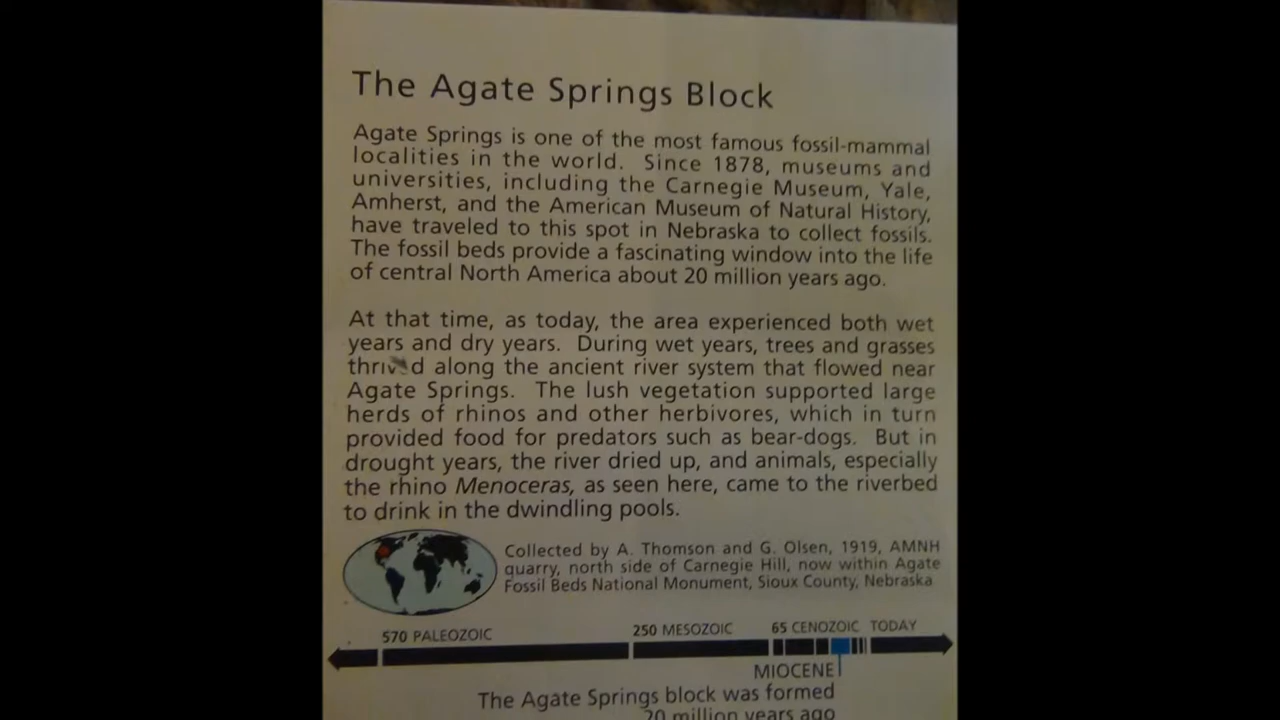 The Agate Springs Block
Agate Springs is one of the most famous fossil-mammal
localities in the world. Since 1878, museums and
universities, including the Carnegie Museum, Yale,
Amherst, and the American Museum of Natural History,
have traveled to this spot in Nebraska to collect fossils.
The fossil beds provide a fascinating window into the life
of central North America about 20 million years ago.
At that time, as today, the area experienced both wet
years and dry years. During wet years, trees and grasses
thrived along the ancient river system that flowed near
Agate Springs. The lush vegetation supported large
herds of rhinos and other herbivores, which in turn
provided food for predators such as bear-dogs. But in
drought years, the river dried up, and animals, especially
the rhino Menoceras, as seen here, came to the riverbed
to drink in the dwindling pools.
Collected by A. Thomson and G. Olsen, 1919, AMNH
quarry, north side of Carnegie Hill, now within Agate
Fossil Beds National Monument, Sioux County, Nebraska
570 PALEOZOIC 250 MESOZOIC 65 CENOZOIC TODAY
MIOCENE
The Agate Springs block was formed
20 million years ago